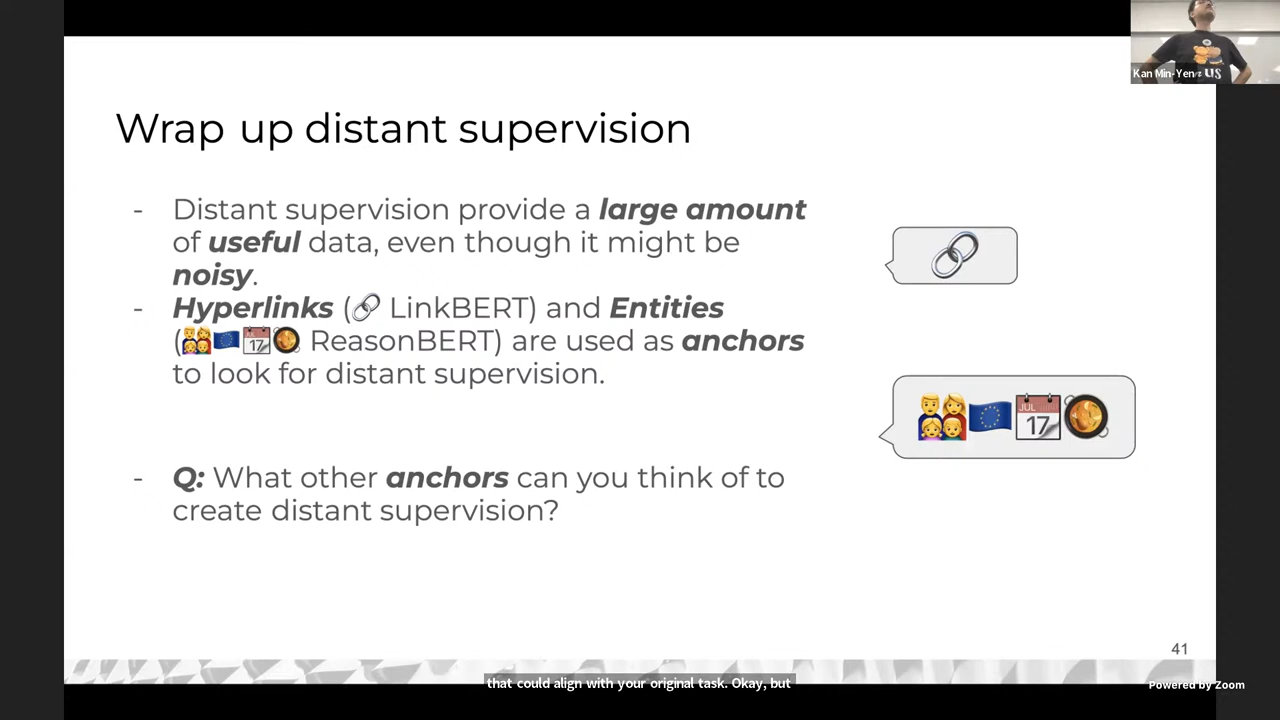 Kan Min-Yen
US
Wrap up distant supervision
- Distant supervision provide a large amount
of useful data, even though it might be
noisy.
- Hyperlinks (🔗 LinkBERT) and Entities
(👨‍👩‍👧‍👦🇪🇺📅🥘 ReasonBERT) are used as anchors
to look for distant supervision.
JUL
17
- Q: What other anchors can you think of to
create distant supervision?
41
that could align with your original task. Okay, but
Powered by Zoom